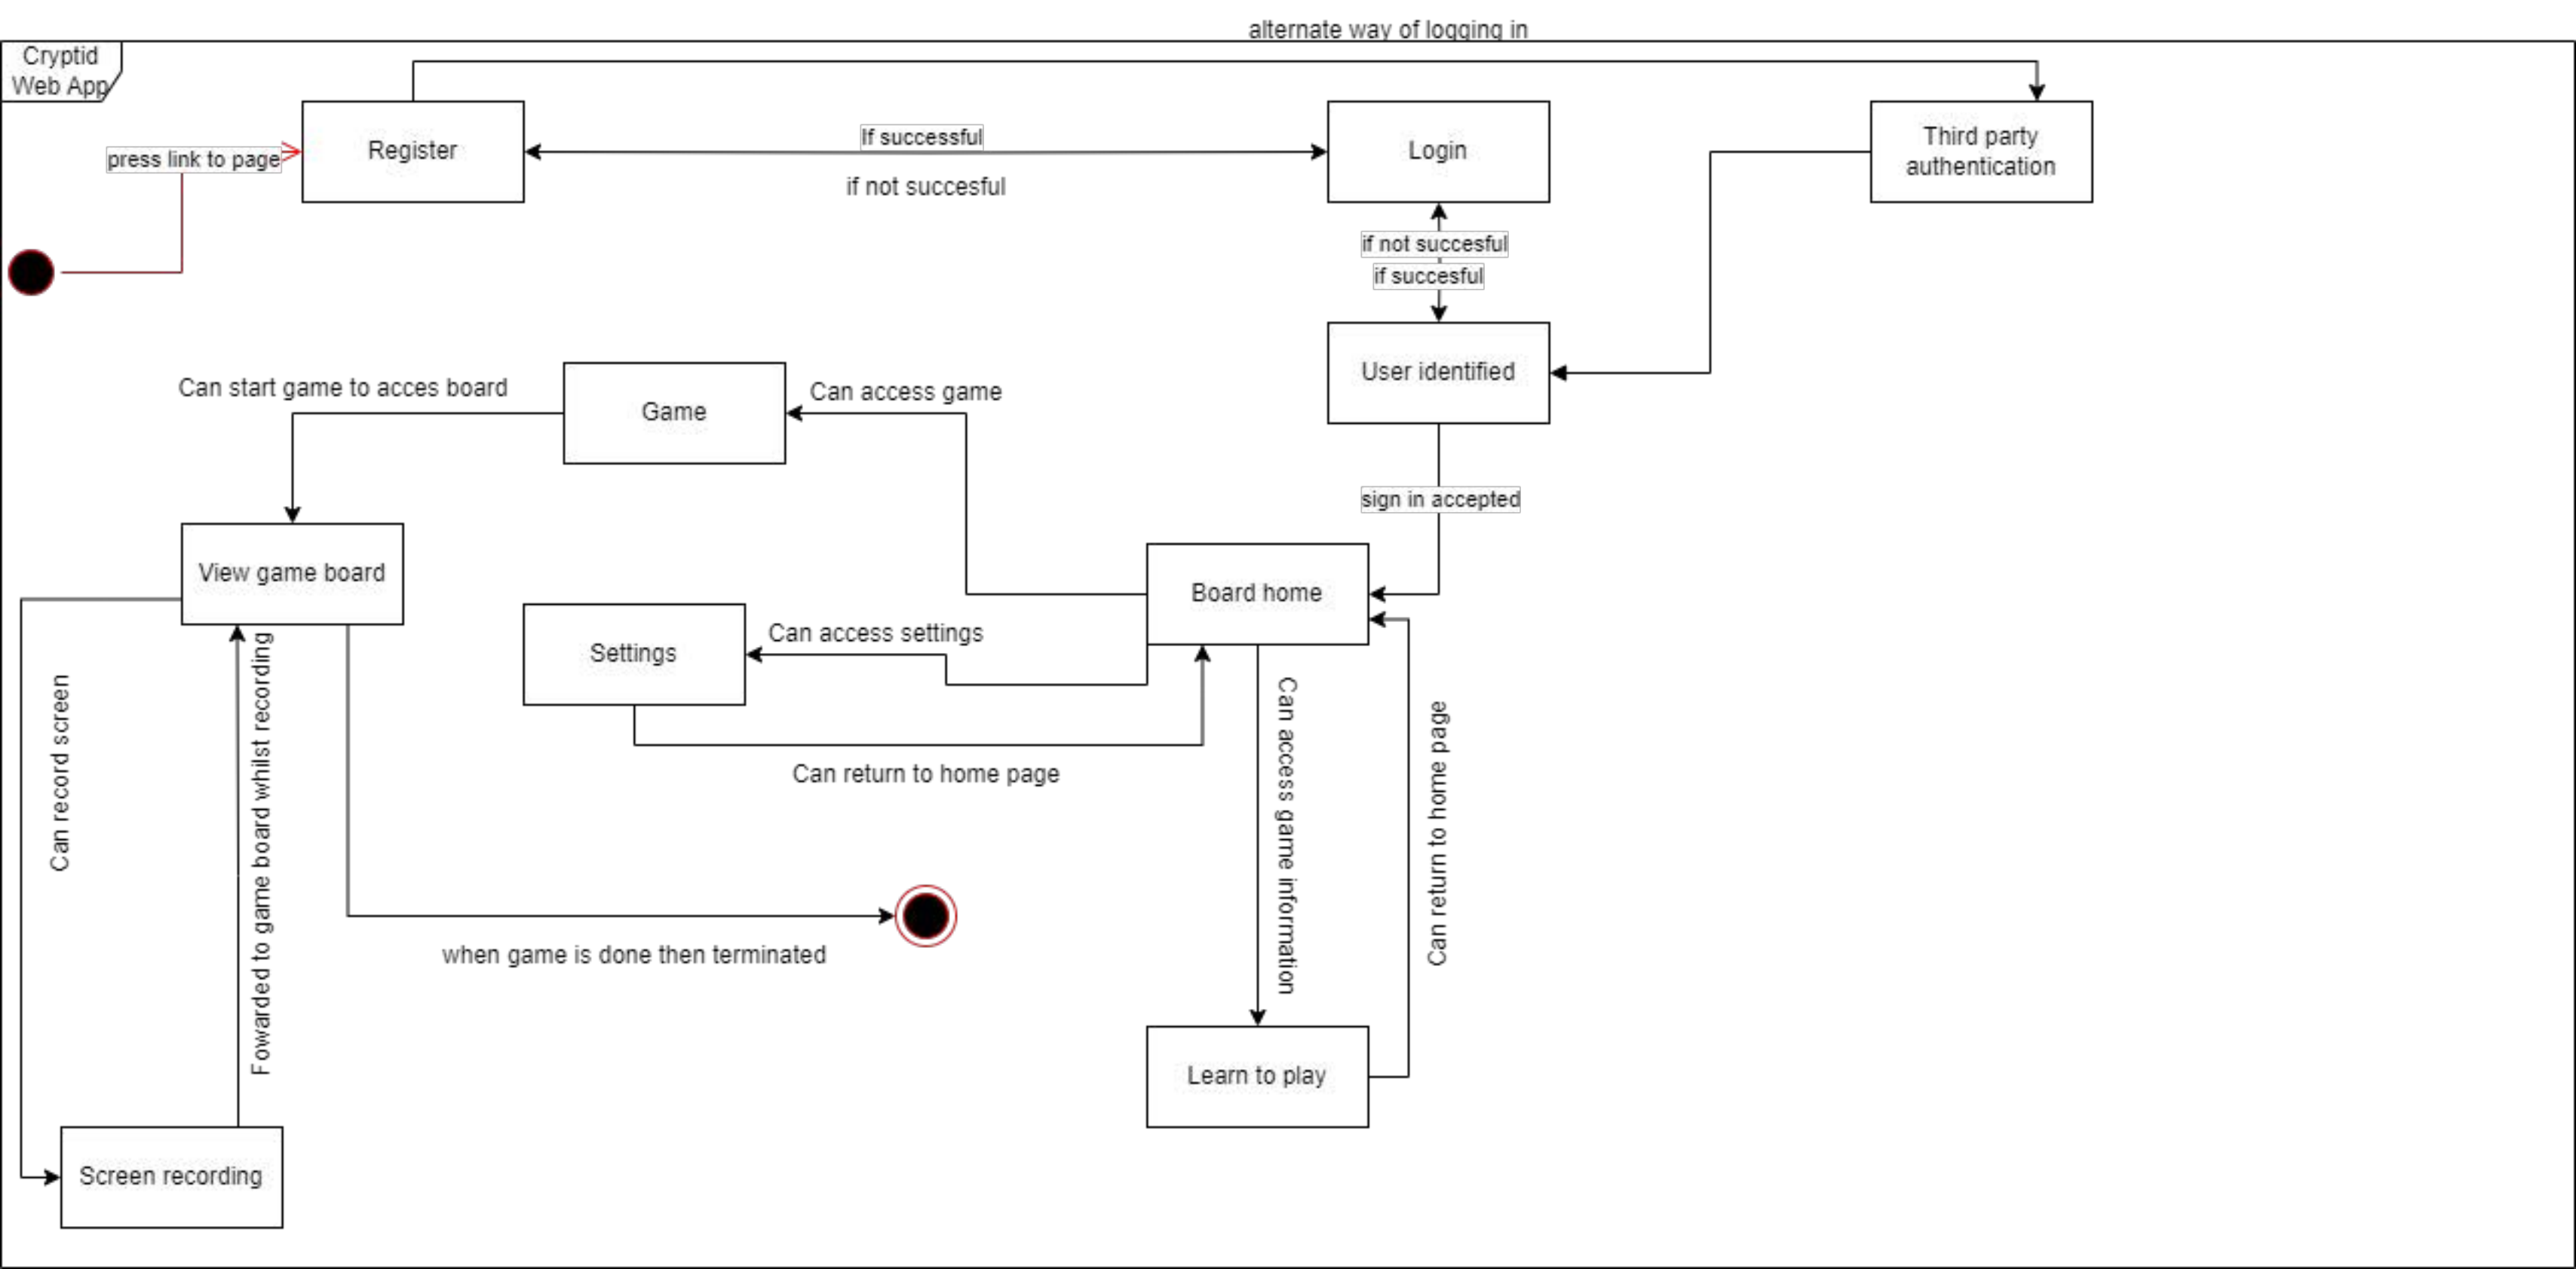 alternate way of logging in
Cryptid
Web App
Register
If successful
if not succesful
Login
Third party
authentication
press link to page
if not succesful
if succesful
User identified
Can start game to acces board
Game
Can access game
sign in accepted
View game board
Board home
Settings
Can access settings
Can return to home page
Can record screen
Fowarded to game board whilst recording
Can access game information
Can return to home page
when game is done then terminated
Learn to play
Screen recording